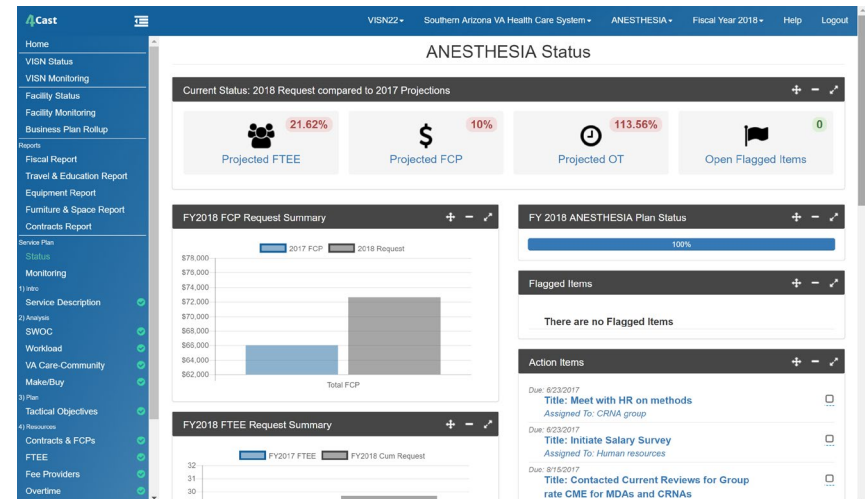 4Cast
VISN22
Southern Arizona VA Health Care System
ANESTHESIA
Fiscal Year 2018
Help
Logout
Home
VISN Status
VISN Monitoring
Facility Status
Facility Monitoring
Business Plan Rollup
Reports
Fiscal Report
Travel & Education Report
Equipment Report
Furniture & Space Report
Contracts Report
Service Plan
Status
Monitoring
1) Intro
Service Description
2) Analysis
SWOC
Workload
VA Care-Community
Make/Buy
3) Plan
Tactical Objectives
4) Resources
Contracts & FCPs
FTEE
Fee Providers
Overtime
ANESTHESIA Status
Current Status: 2018 Request compared to 2017 Projections
21.62%
Projected FTEE
10%
Projected FCP
113.56%
Projected OT
0
Open Flagged Items
FY2018 FCP Request Summary
2017 FCP
2018 Request
$78,000
$76,000
$74,000
$72,000
$70,000
$68,000
$66,000
$64,000
$62,000
Total FCP
FY2018 FTEE Request Summary
FY2017 FTEE
FY2018 Cum Request
32
31
30
FY 2018 ANESTHESIA Plan Status
100%
Flagged Items
There are no Flagged Items
Action Items
Due: 6/23/2017
Title: Meet with HR on methods
Assigned To: CRNA group
Due: 6/23/2017
Title: Initiate Salary Survey
Assigned To: Human resources
Due: 8/15/2017
Title: Contacted Current Reviews for Group
rate CME for MDAs and CRNAs